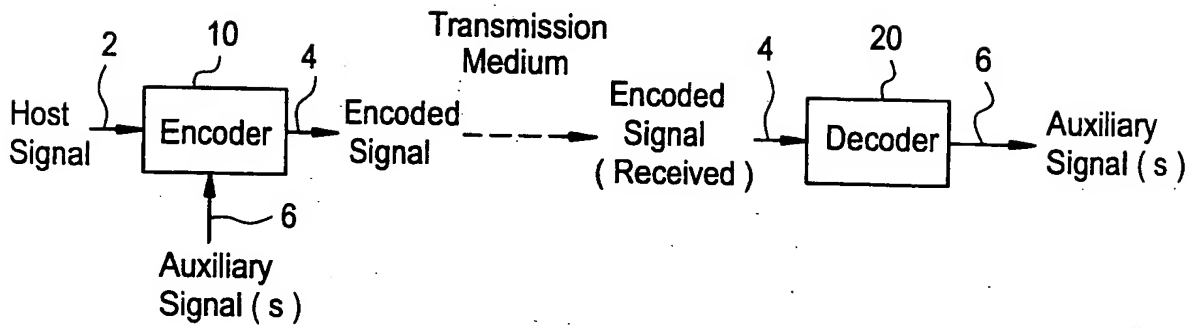 2
10
4
Transmission
Medium
4
20
6
Host
Signal
Encoder
Encoded
Signal
Encoded
Signal
( Received )
Decoder
Auxiliary
Signal ( s )
6
Auxiliary
Signal ( s )